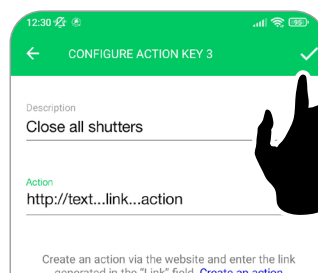 12:30
99
CONFIGURE ACTION KEY 3
Description
Close all shutters
Action
http://text...link...action
Create an action via the website and enter the link
generated in the "Link" field. Create an action